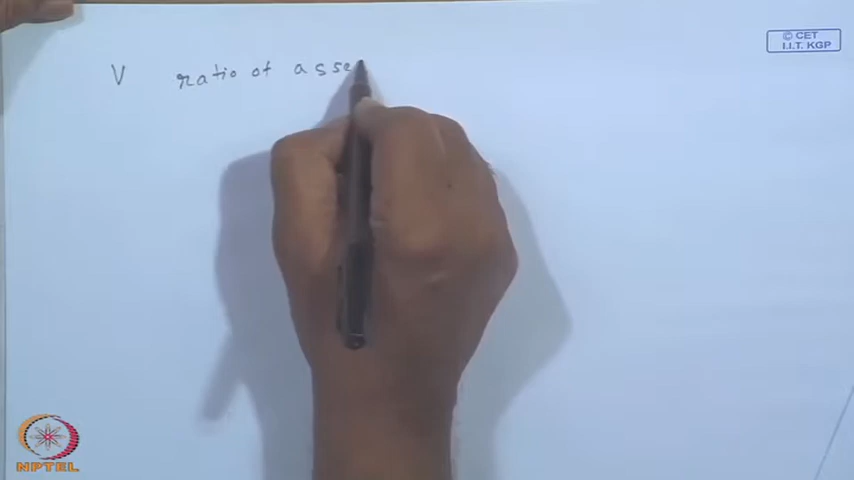 © CET
I.I.T. KGP
V ratio of asse
NPTEL